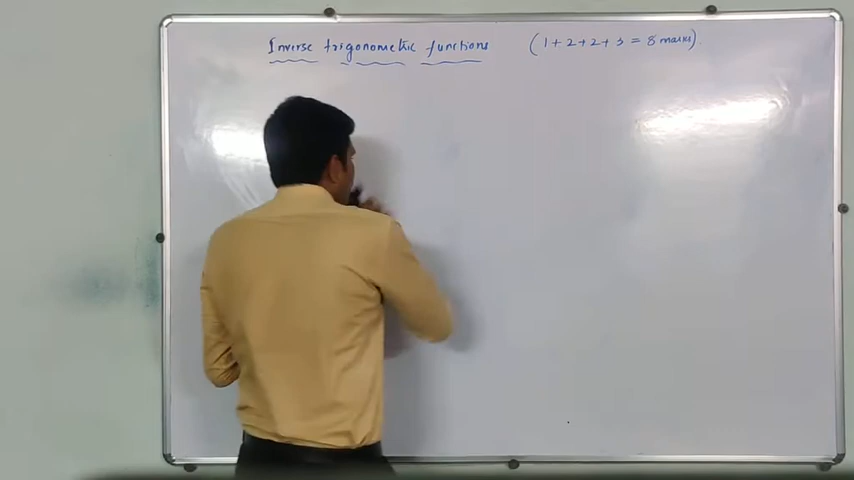 Inverse trigonometric functions (1+2+2+3 = 8 marks).